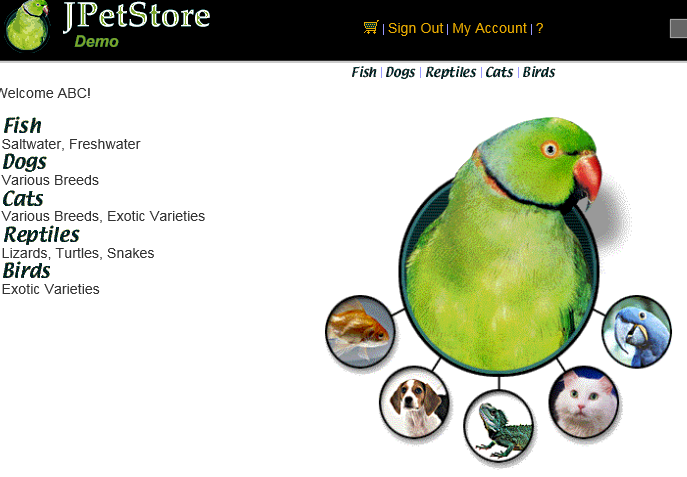 JPetStore
Demo
| Sign Out | My Account | ?
Fish | Dogs | Reptiles | Cats | Birds
Welcome ABC!
Fish
Saltwater, Freshwater
Dogs
Various Breeds
Cats
Various Breeds, Exotic Varieties
Reptiles
Lizards, Turtles, Snakes
Birds
Exotic Varieties